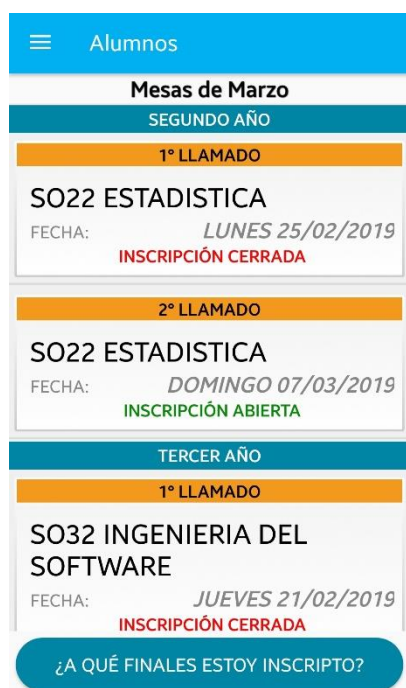 Alumnos
Mesas de Marzo
SEGUNDO AÑO
1° LLAMADO
SO22 ESTADISTICA
FECHA: LUNES 25/02/2019
INSCRIPCIÓN CERRADA
2° LLAMADO
SO22 ESTADISTICA
FECHA: DOMINGO 07/03/2019
INSCRIPCIÓN ABIERTA
TERCER AÑO
1° LLAMADO
SO32 INGENIERIA DEL
SOFTWARE
FECHA: JUEVES 21/02/2019
INSCRIPCIÓN CERRADA
¿A QUÉ FINALES ESTOY INSCRIPTO?